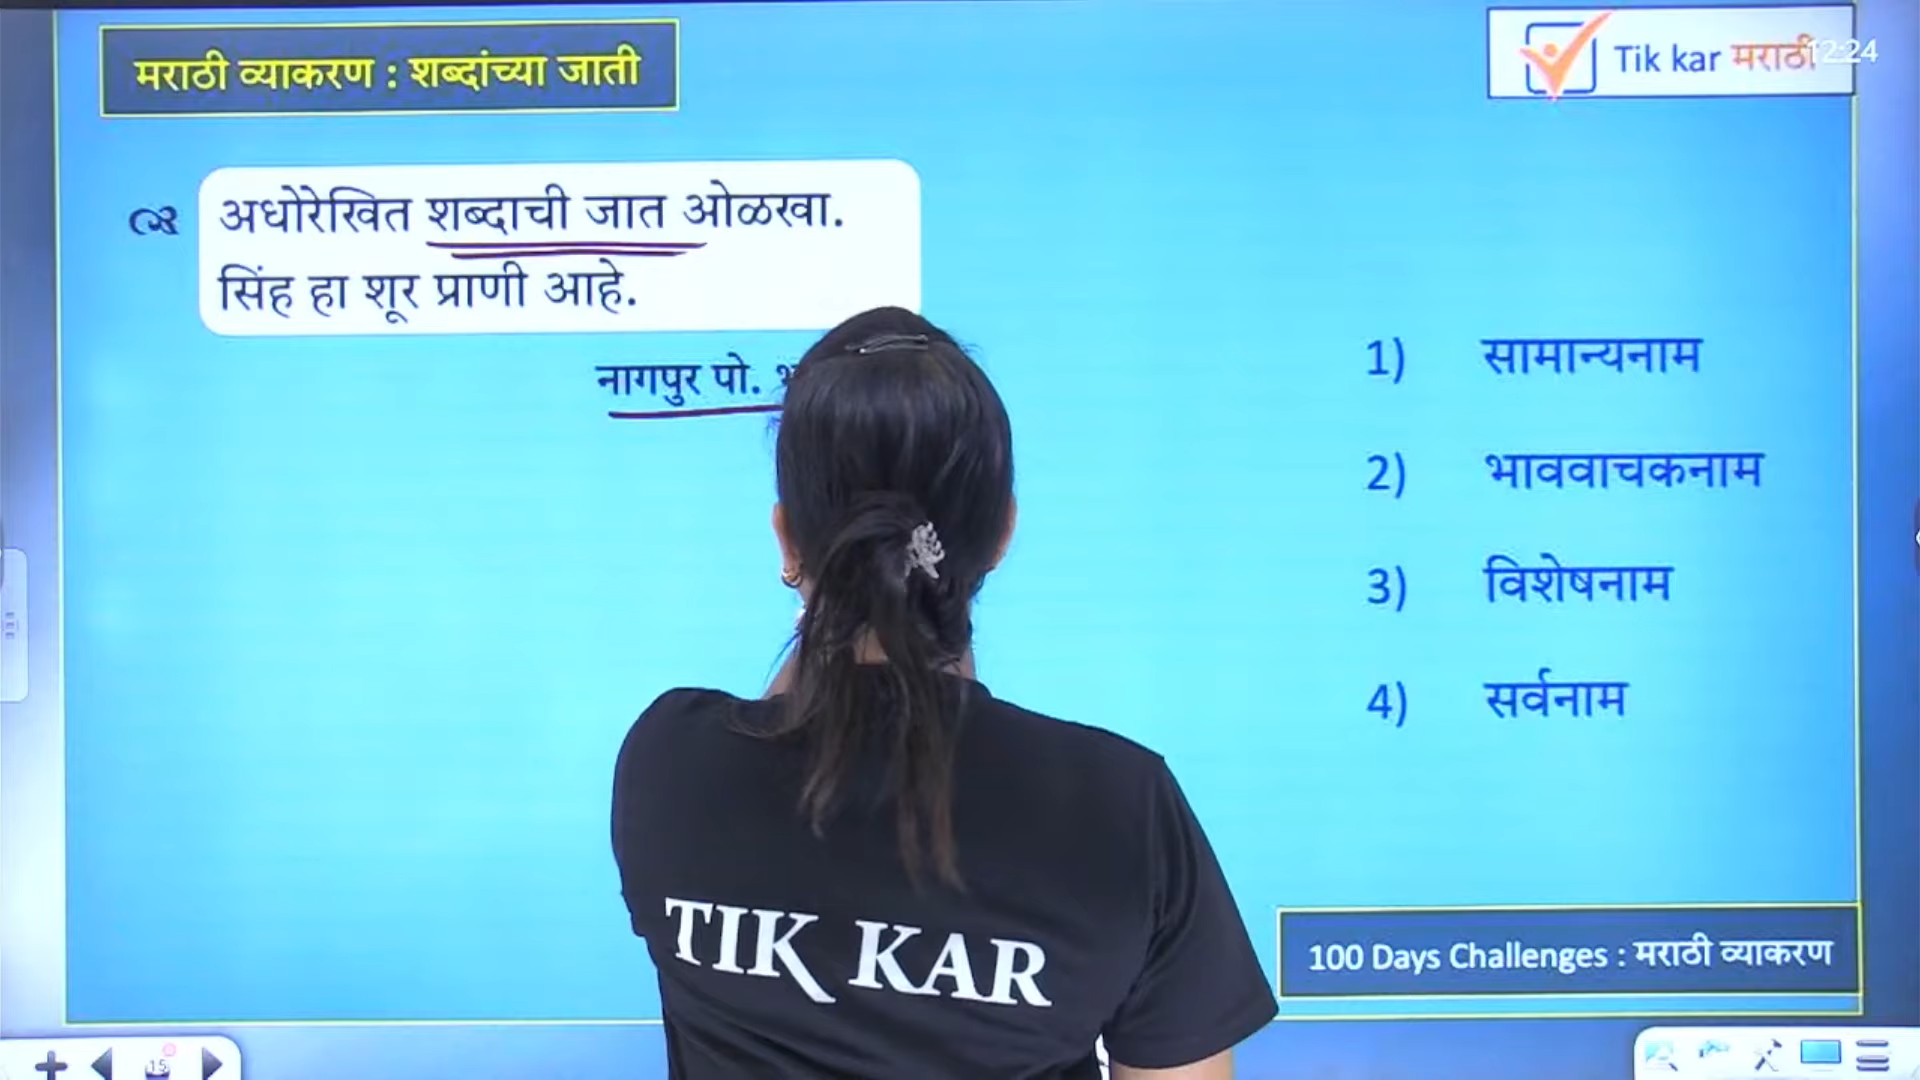 मराठी व्याकरण : शब्दांच्या जाती
Tik kar मराठी
12:24
अधोरेखित शब्दाची जात ओळखा.
सिंह हा शूर प्राणी आहे.
नागपुर पो.
1) सामान्यनाम
2) भाववाचकनाम
3) विशेषनाम
4) सर्वनाम
TIK KAR
100 Days Challenges : मराठी व्याकरण
15